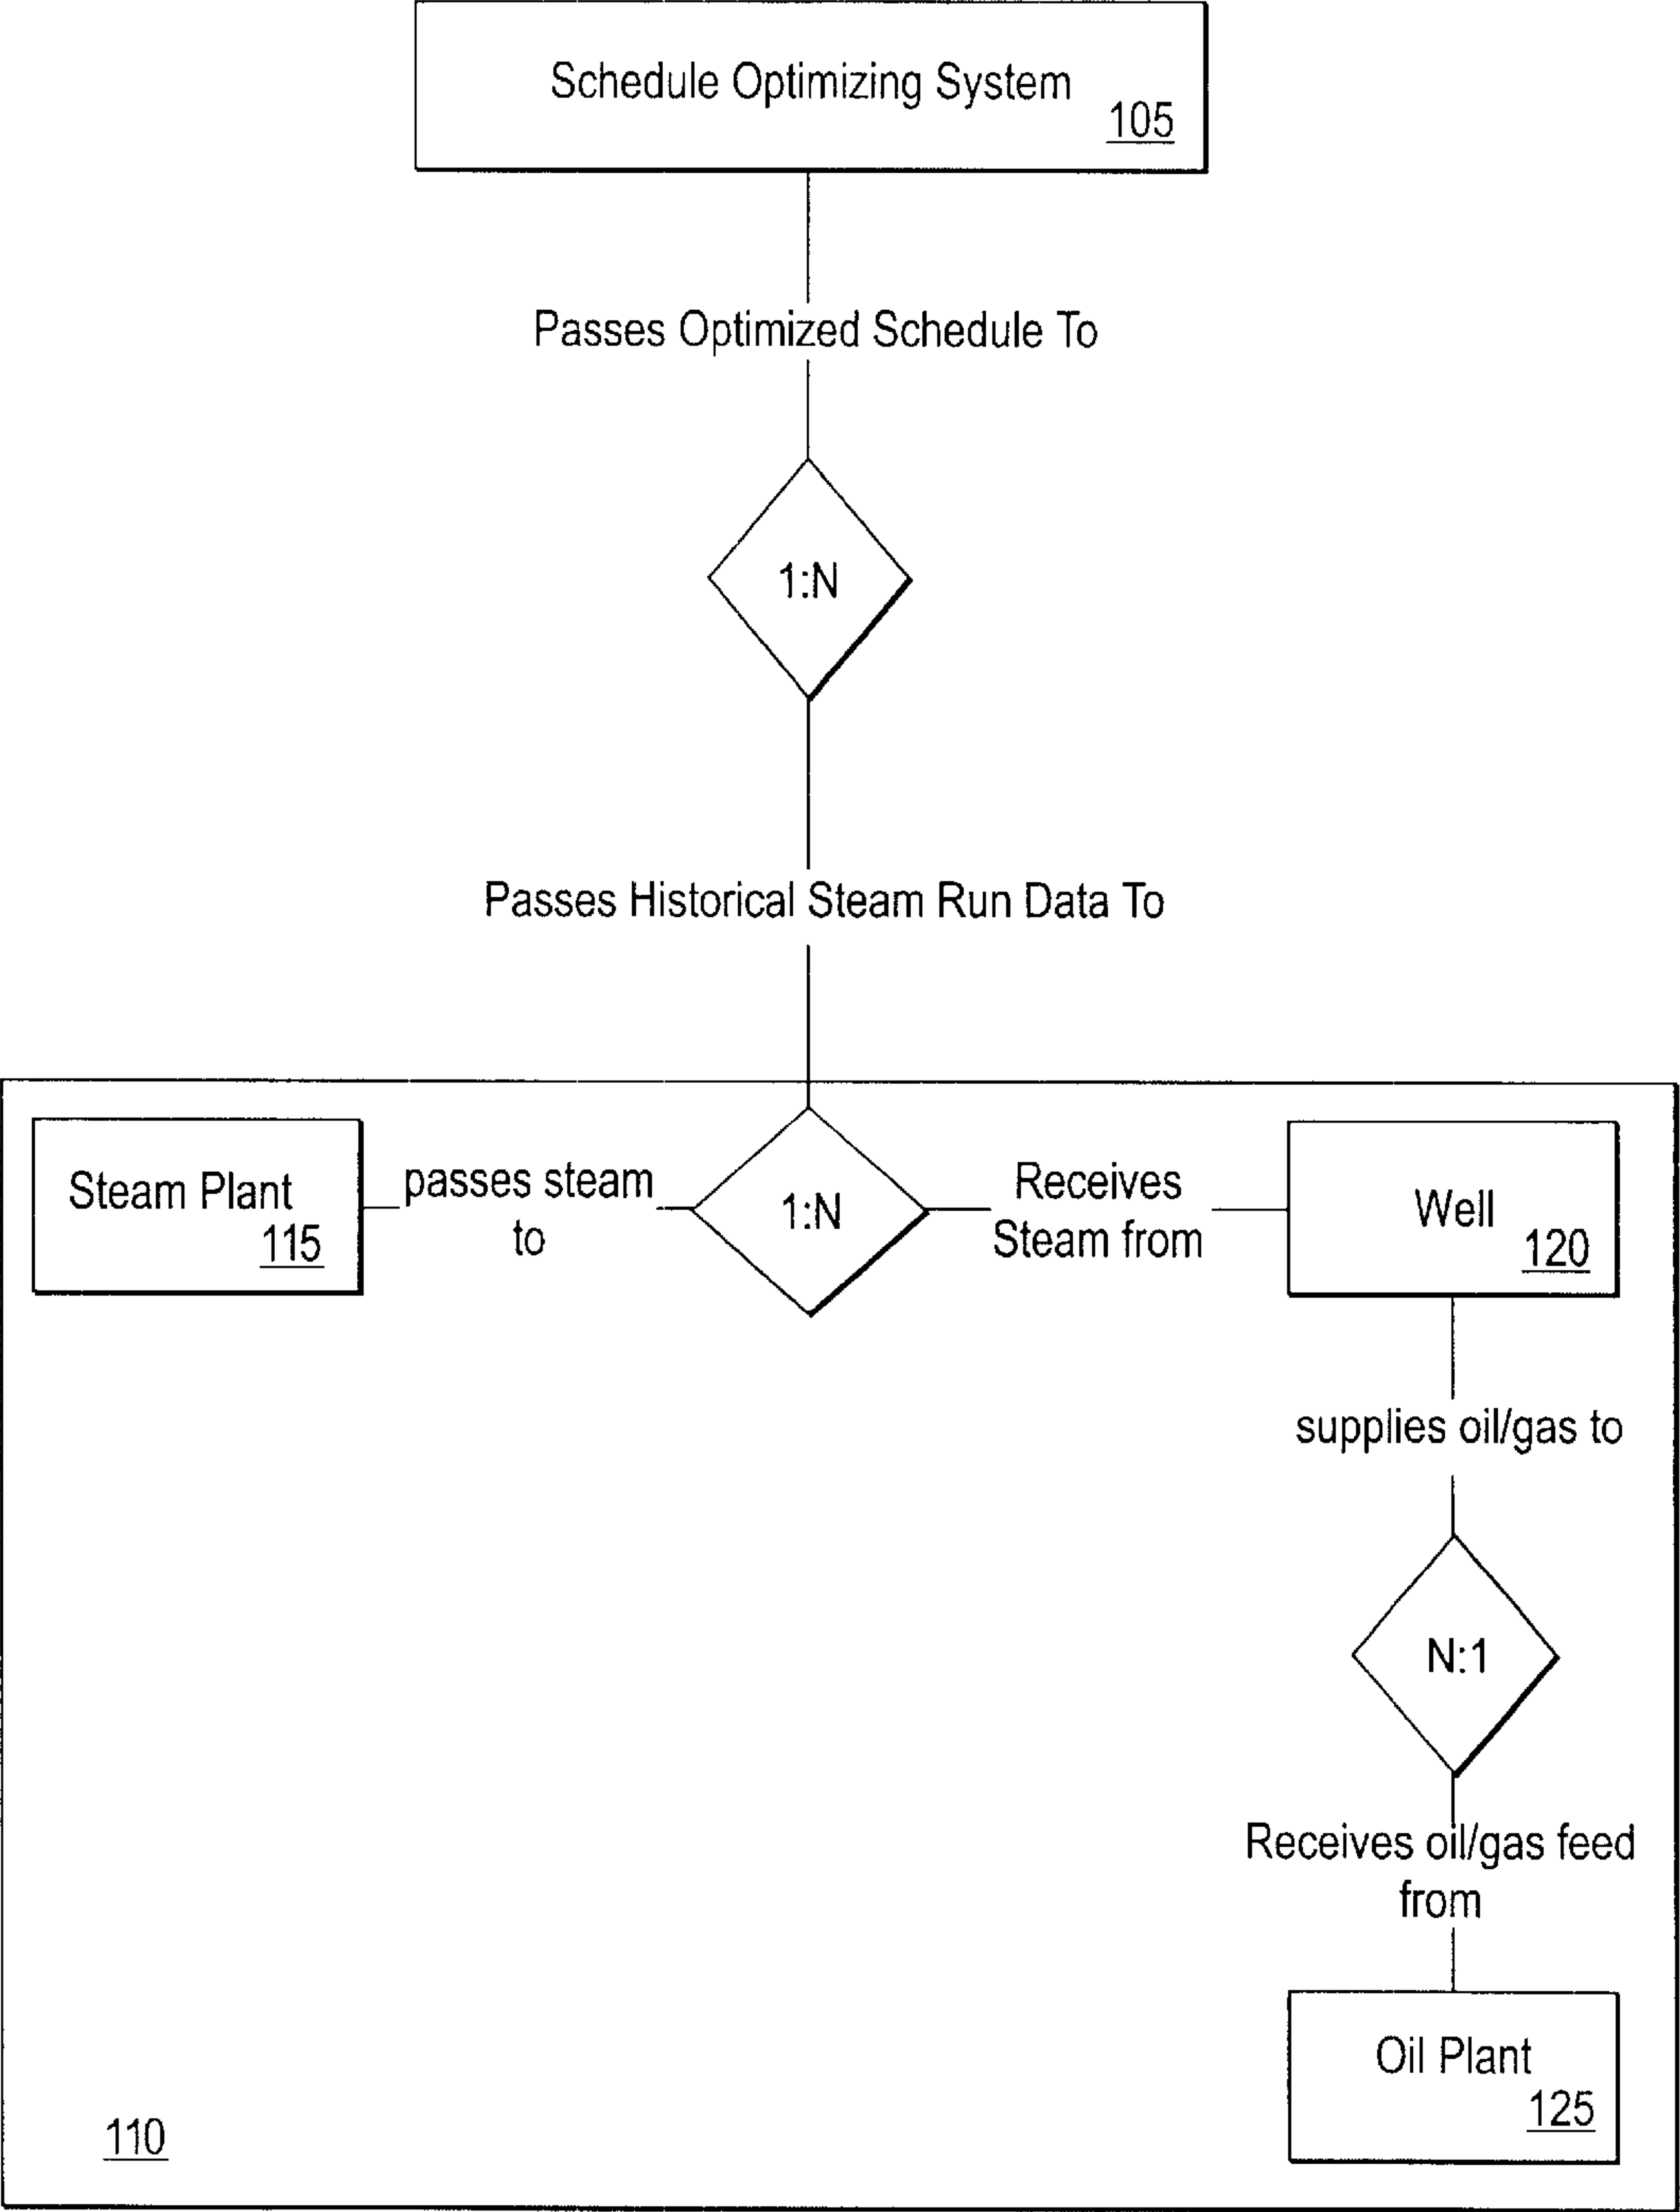 Schedule Optimizing System
105
Passes Optimized Schedule To
1:N
Passes Historical Steam Run Data To
Steam Plant
115
passes steam
to
1:N
Receives
Steam from
Well
120
supplies oil/gas to
N:1
Receives oil/gas feed
from
Oil Plant
125
110